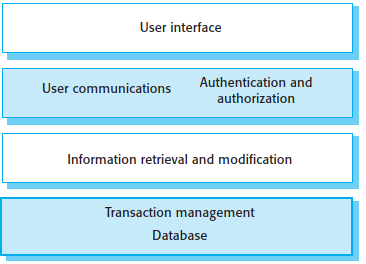 User interface
User communications
Authentication and
authorization
Information retrieval and modification
Transaction management
Database